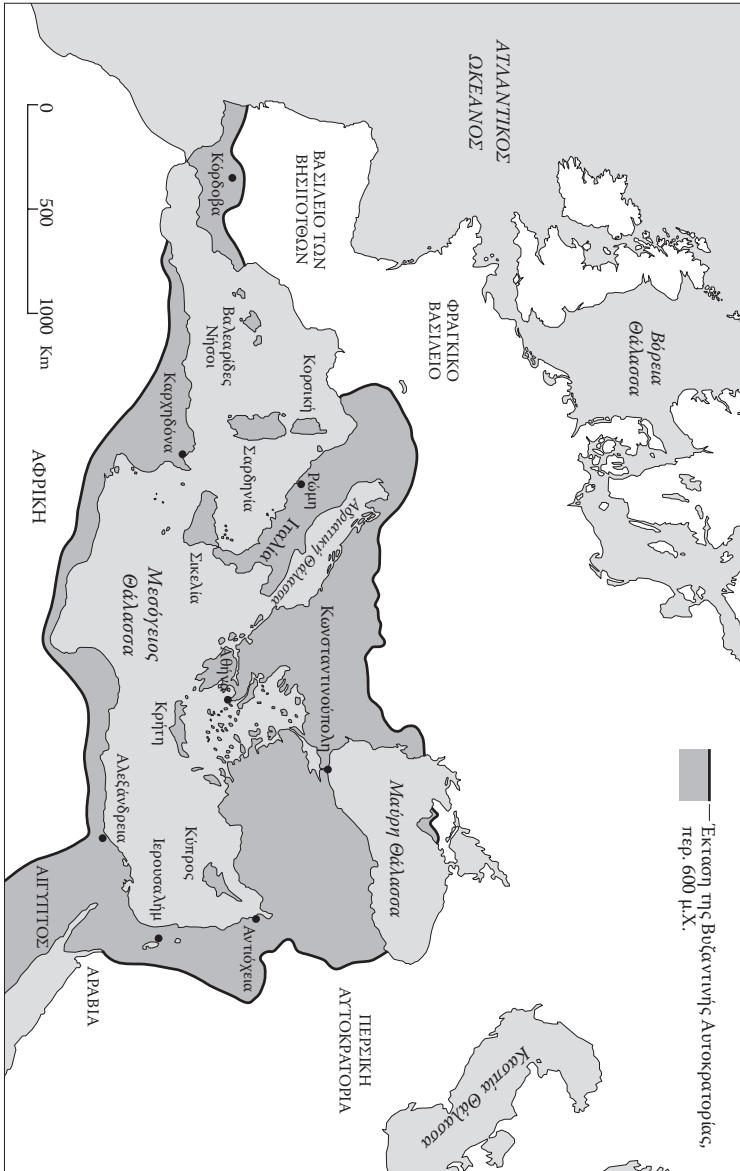 ΑΤΛΑΝΤΙΚΟΣ
ΩΚΕΑΝΟΣ
Βόρεια
Θάλασσα
ΦΡΑΓΚΙΚΟ
ΒΑΣΙΛΕΙΟ
ΒΑΣΙΛΕΙΟ ΤΩΝ
ΒΗΣΙΓΟΤΘΩΝ
Κόρδοβα
Βαλεαρίδες
Νήσοι
Κορσική
Σαρδηνία
Ρώμη
Ιταλία
Αδριατική Θάλασσα
Καρχηδόνα
Σικελία
Μεσόγειος
Θάλασσα
ΑΦΡΙΚΗ
Κωνσταντινούπολη
Αθήνα
Κρήτη
Μαύρη Θάλασσα
Κύπρος
Αντιόχεια
Ιερουσαλήμ
Αλεξάνδρεια
ΑΙΓΥΠΤΟΣ
ΑΡΑΒΙΑ
ΠΕΡΣΙΚΗ
ΑΥΤΟΚΡΑΤΟΡΙΑ
Κασπία Θάλασσα
Έκταση της Βυζαντινής Αυτοκρατορίας,
περ. 600 μ.Χ.
0 500 1000 Km